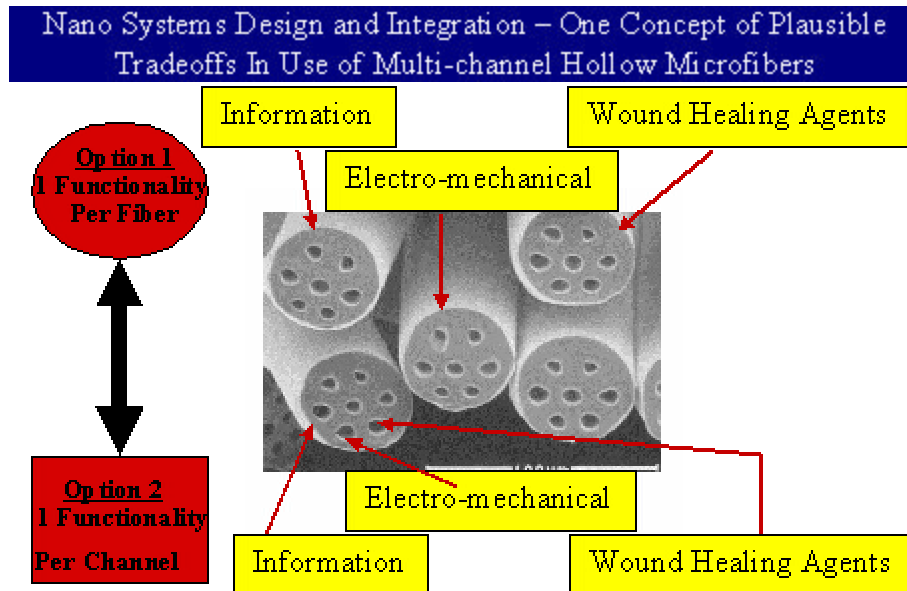 Nano Systems Design and Integration – One Concept of Plausible
Tradeoffs In Use of Multi-channel Hollow Microfibers
Information
Wound Healing Agents
Option 1
1 Functionality
Per Fiber
Electro-mechanical
Option 2
1 Functionality
Per Channel
Electro-mechanical
Information
Wound Healing Agents